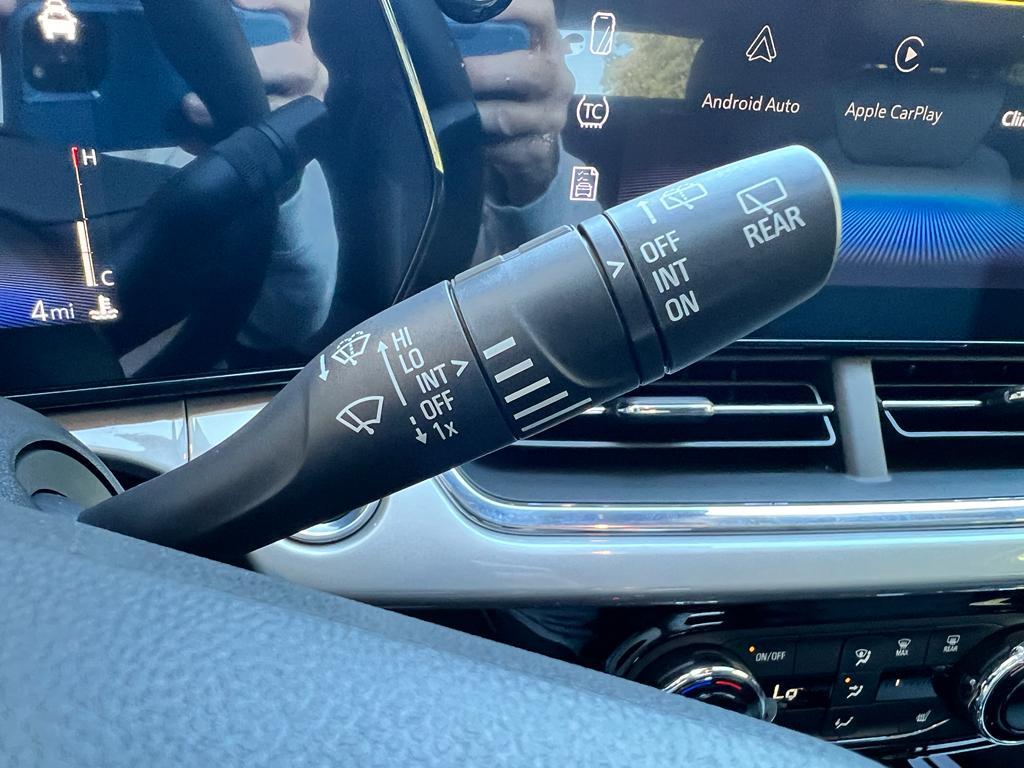 H
C
4mi
TC
Android Auto
Apple CarPlay
HI
LO
INT
OFF
1x
OFF
INT
ON
REAR
ON/OFF
MAX
REAR
Lo